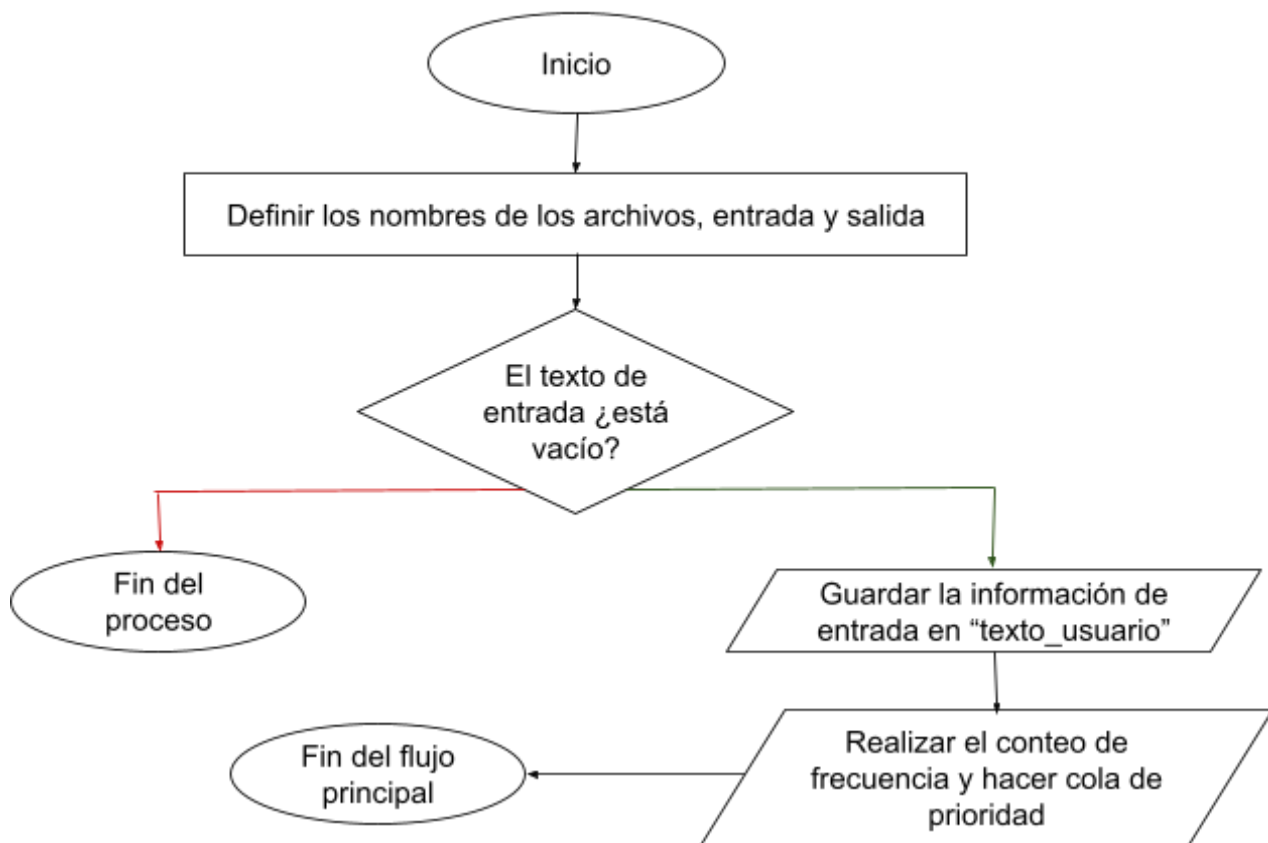 Inicio
Definir los nombres de los archivos, entrada y salida
El texto de
entrada ¿está
vacío?
Fin del
proceso
Guardar la información de
entrada en “texto_usuario”
Realizar el conteo de
frecuencia y hacer cola de
prioridad
Fin del flujo
principal